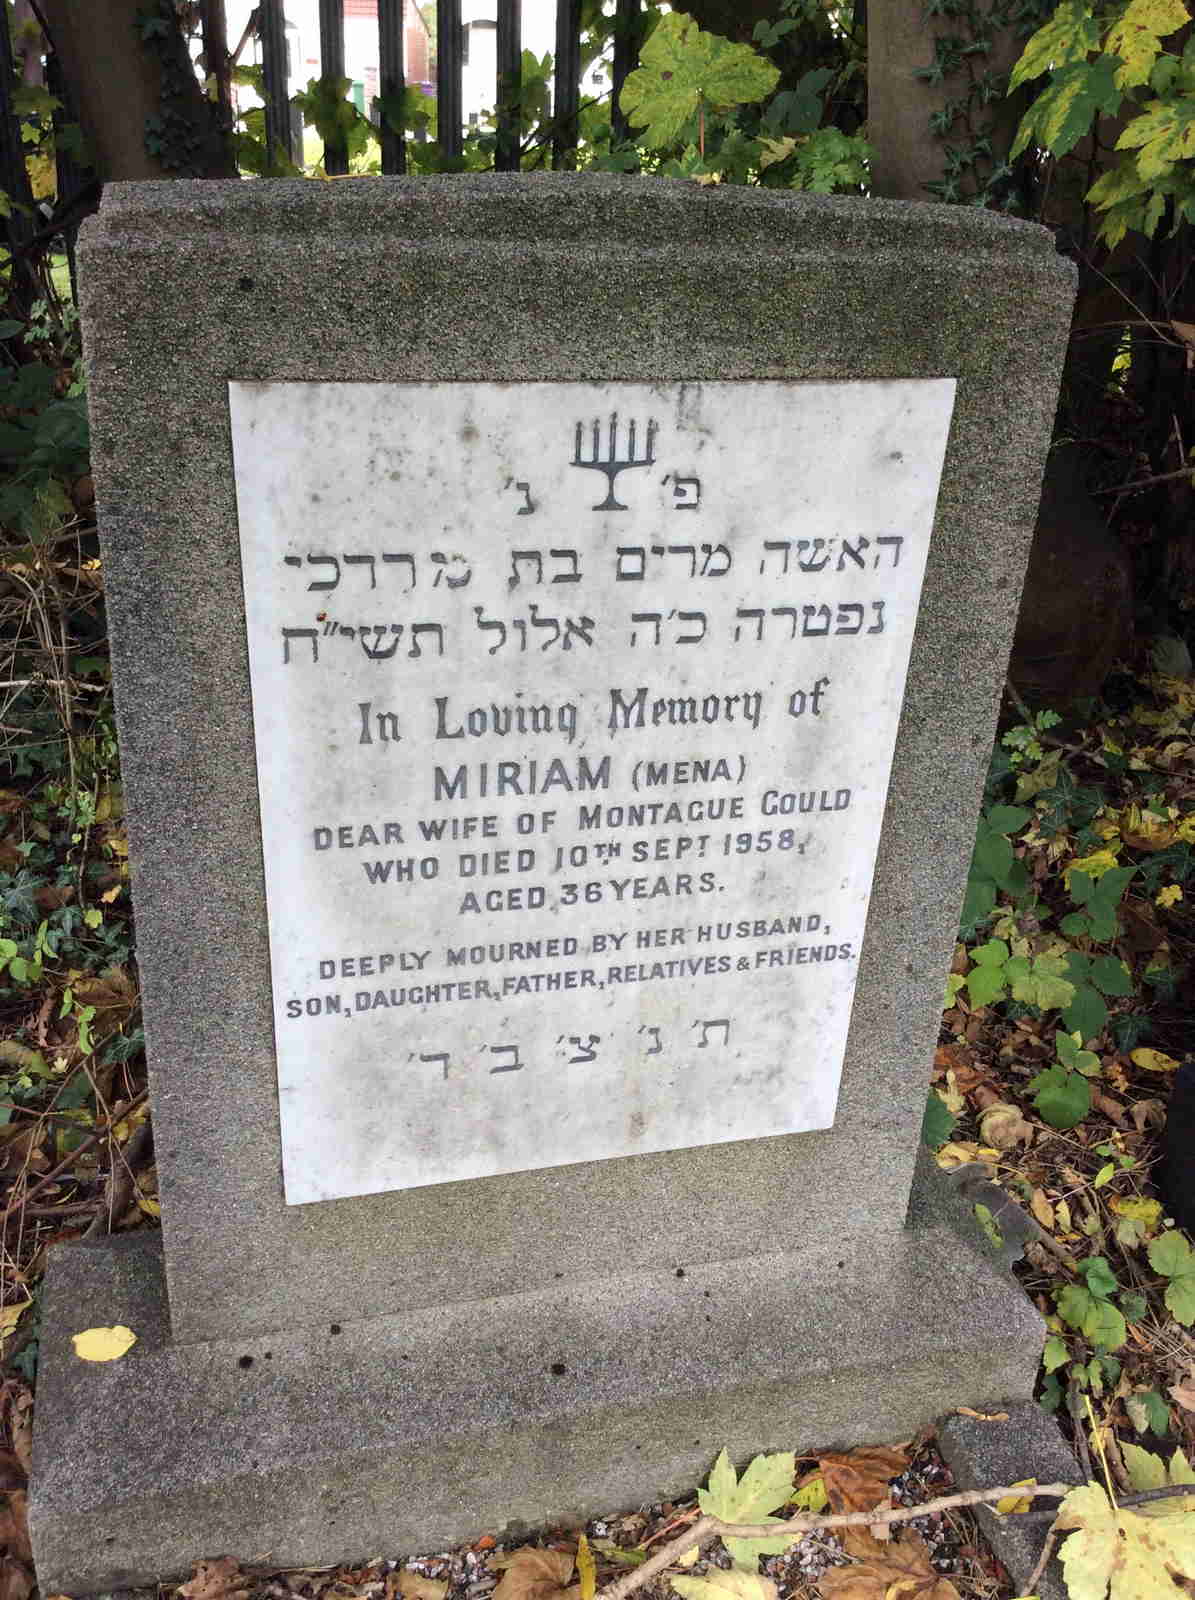 פ׳ נ׳
האשה מרים בת מרדכי
נפטרה כ׳ה אלול תשי״ח
In Loving Memory of
MIRIAM (MENA)
DEAR WIFE OF MONTAGUE GOULD
WHO DIED 10TH SEPT. 1958,
AGED 36 YEARS.
DEEPLY MOURNED BY HER HUSBAND,
SON, DAUGHTER, FATHER, RELATIVES & FRIENDS.
ת׳ נ׳ צ׳ ב׳ ד׳